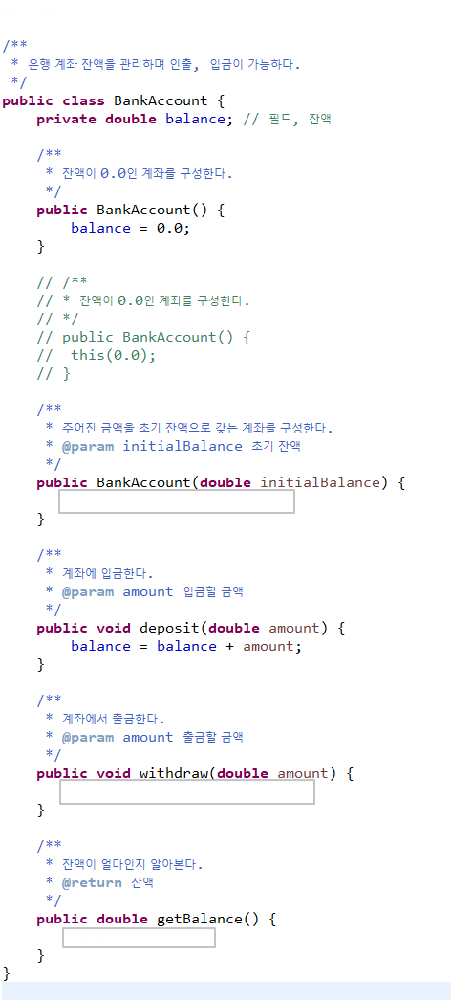 /**
 * 은행 계좌 잔액을 관리하며 인출, 입금이 가능하다.
 */
public class BankAccount {
    private double balance; // 필드, 잔액
    /**
     * 잔액이 0.0인 계좌를 구성한다.
     */
    public BankAccount() {
        balance = 0.0;
    }
    // /**
    // * 잔액이 0.0인 계좌를 구성한다.
    // */
    // public BankAccount() {
    //  this(0.0);
    // }
    /**
     * 주어진 금액을 초기 잔액으로 갖는 계좌를 구성한다.
     * @param initialBalance 초기 잔액
     */
    public BankAccount(double initialBalance) {
    }
    /**
     * 계좌에 입금한다.
     * @param amount 입금할 금액
     */
    public void deposit(double amount) {
        balance = balance + amount;
    }
    /**
     * 계좌에서 출금한다.
     * @param amount 출금할 금액
     */
    public void withdraw(double amount) {
    }
    /**
     * 잔액이 얼마인지 알아본다.
     * @return 잔액
     */
    public double getBalance() {
    }
}